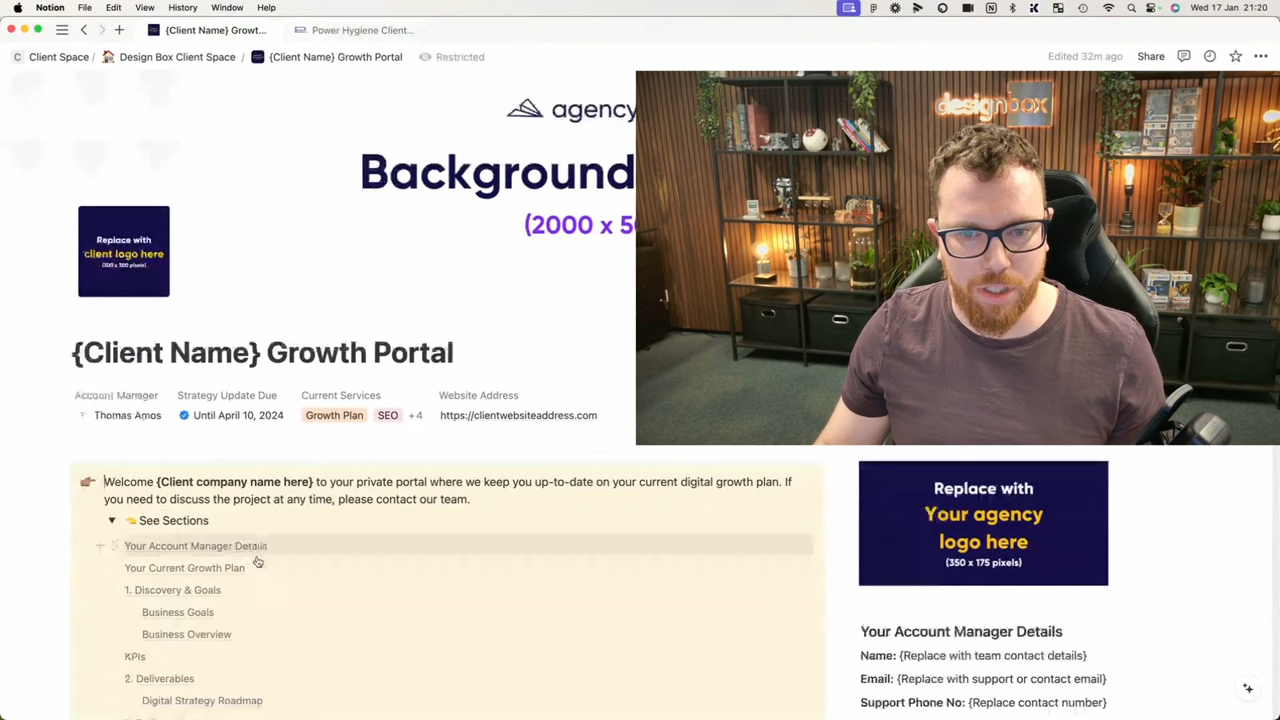 Notion File Edit View History Window Help
Wed 17 Jan 21:20
{Client Name} Growt...
Power Hygiene Client...
C Client Space / Design Box Client Space / {Client Name} Growth Portal Restricted
Edited 32m ago Share
agency
Background
(2000 x 50
designbox
Replace with
client logo here
(300 x 300 pixels)
{Client Name} Growth Portal
Account Manager Strategy Update Due Current Services Website Address
T Thomas Amos Until April 10, 2024 Growth Plan SEO +4 https://clientwebsiteaddress.com
Welcome {Client company name here} to your private portal where we keep you up-to-date on your current digital growth plan. If
you need to discuss the project at any time, please contact our team.
See Sections
Your Account Manager Details
Your Current Growth Plan
1. Discovery & Goals
Business Goals
Business Overview
KPIs
2. Deliverables
Digital Strategy Roadmap
Replace with
Your agency
logo here
(350 x 175 pixels)
Your Account Manager Details
Name: {Replace with team contact details}
Email: {Replace with support or contact email}
Support Phone No: {Replace contact number}